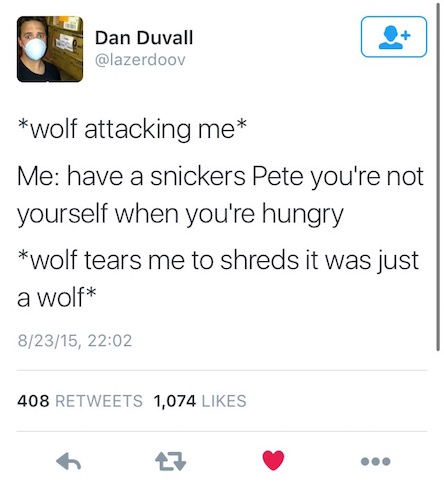 Dan Duvall
@lazerdoov
*wolf attacking me*
Me: have a snickers Pete you're not
yourself when you're hungry
*wolf tears me to shreds it was just
a wolf*
8/23/15, 22:02
408 RETWEETS 1,074 LIKES